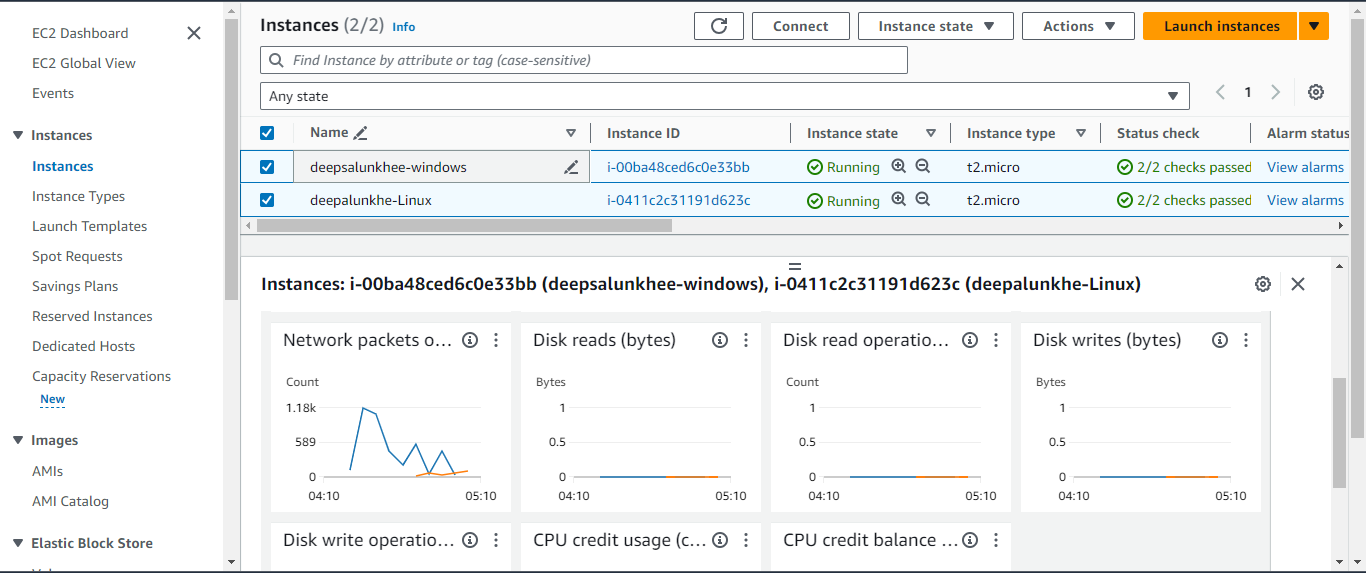 EC2 Dashboard
EC2 Global View
Events
Instances
Instances
Instance Types
Launch Templates
Spot Requests
Savings Plans
Reserved Instances
Dedicated Hosts
Capacity Reservations
New
Images
AMIs
AMI Catalog
Elastic Block Store
Instances (2/2) Info
Connect
Instance state
Actions
Launch instances
Find Instance by attribute or tag (case-sensitive)
Any state
1
Name Instance ID Instance state Instance type Status check Alarm status
deepsalunkhee-windows i-00ba48ced6c0e33bb Running t2.micro 2/2 checks passed View alarms
deepalunkhe-Linux i-0411c2c31191d623c Running t2.micro 2/2 checks passed View alarms
Instances: i-00ba48ced6c0e33bb (deepsalunkhee-windows), i-0411c2c31191d623c (deepalunkhe-Linux)
Network packets o...
Count
1.18k
589
0
04:10 05:10
Disk reads (bytes)
Bytes
1
0.5
0
04:10 05:10
Disk read operatio...
Count
1
0.5
0
04:10 05:10
Disk writes (bytes)
Bytes
1
0.5
0
04:10 05:10
Disk write operatio...
CPU credit usage (c...
CPU credit balance ...